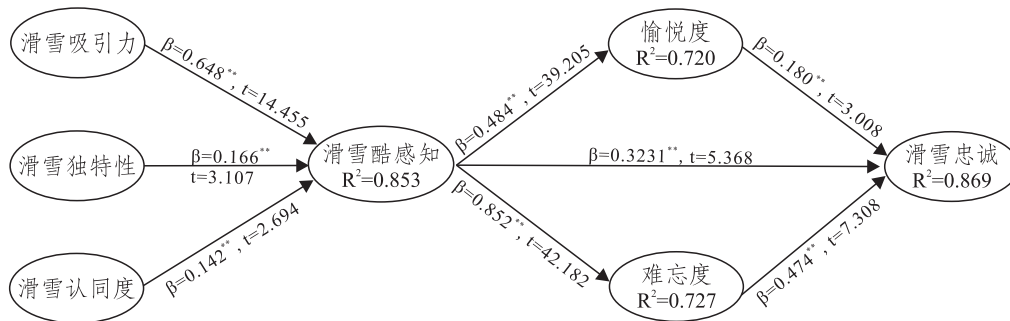 滑雪吸引力
β=0.648**, t=14.455
滑雪独特性
β=0.166**
t=3.107
滑雪认同度
β=0.142**, t=2.694
滑雪酷感知
R²=0.853
β=0.484**, t=39.205
愉悦度
R²=0.720
β=0.180**, t=3.008
β=0.3231**, t=5.368
β=0.852**, t=42.182
难忘度
R²=0.727
β=0.474**, t=7.308
滑雪忠诚
R²=0.869